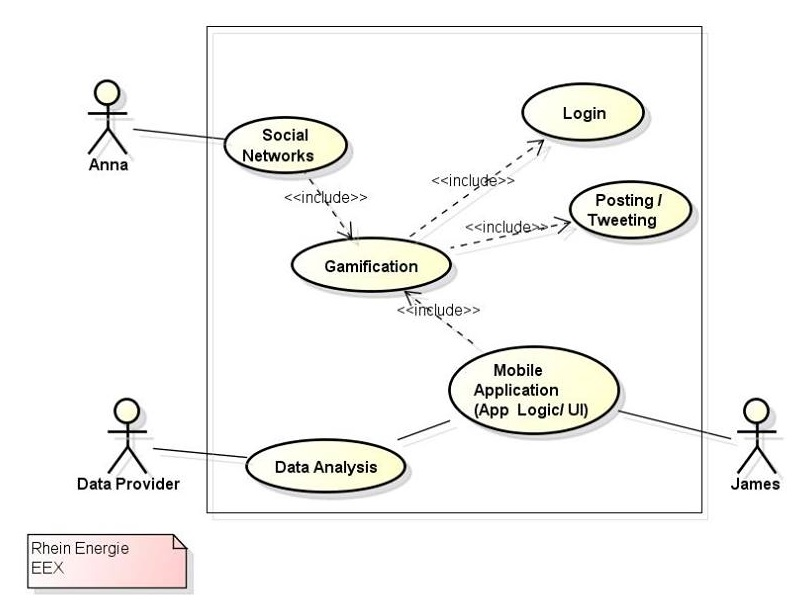 Login
Social
Networks
Anna
<<include>>
<<include>>
Posting /
Tweeting
<<include>>
Gamification
<<include>>
Mobile
Application
(App Logic/ UI)
Data Analysis
Data Provider
James
Rhein Energie
EEX